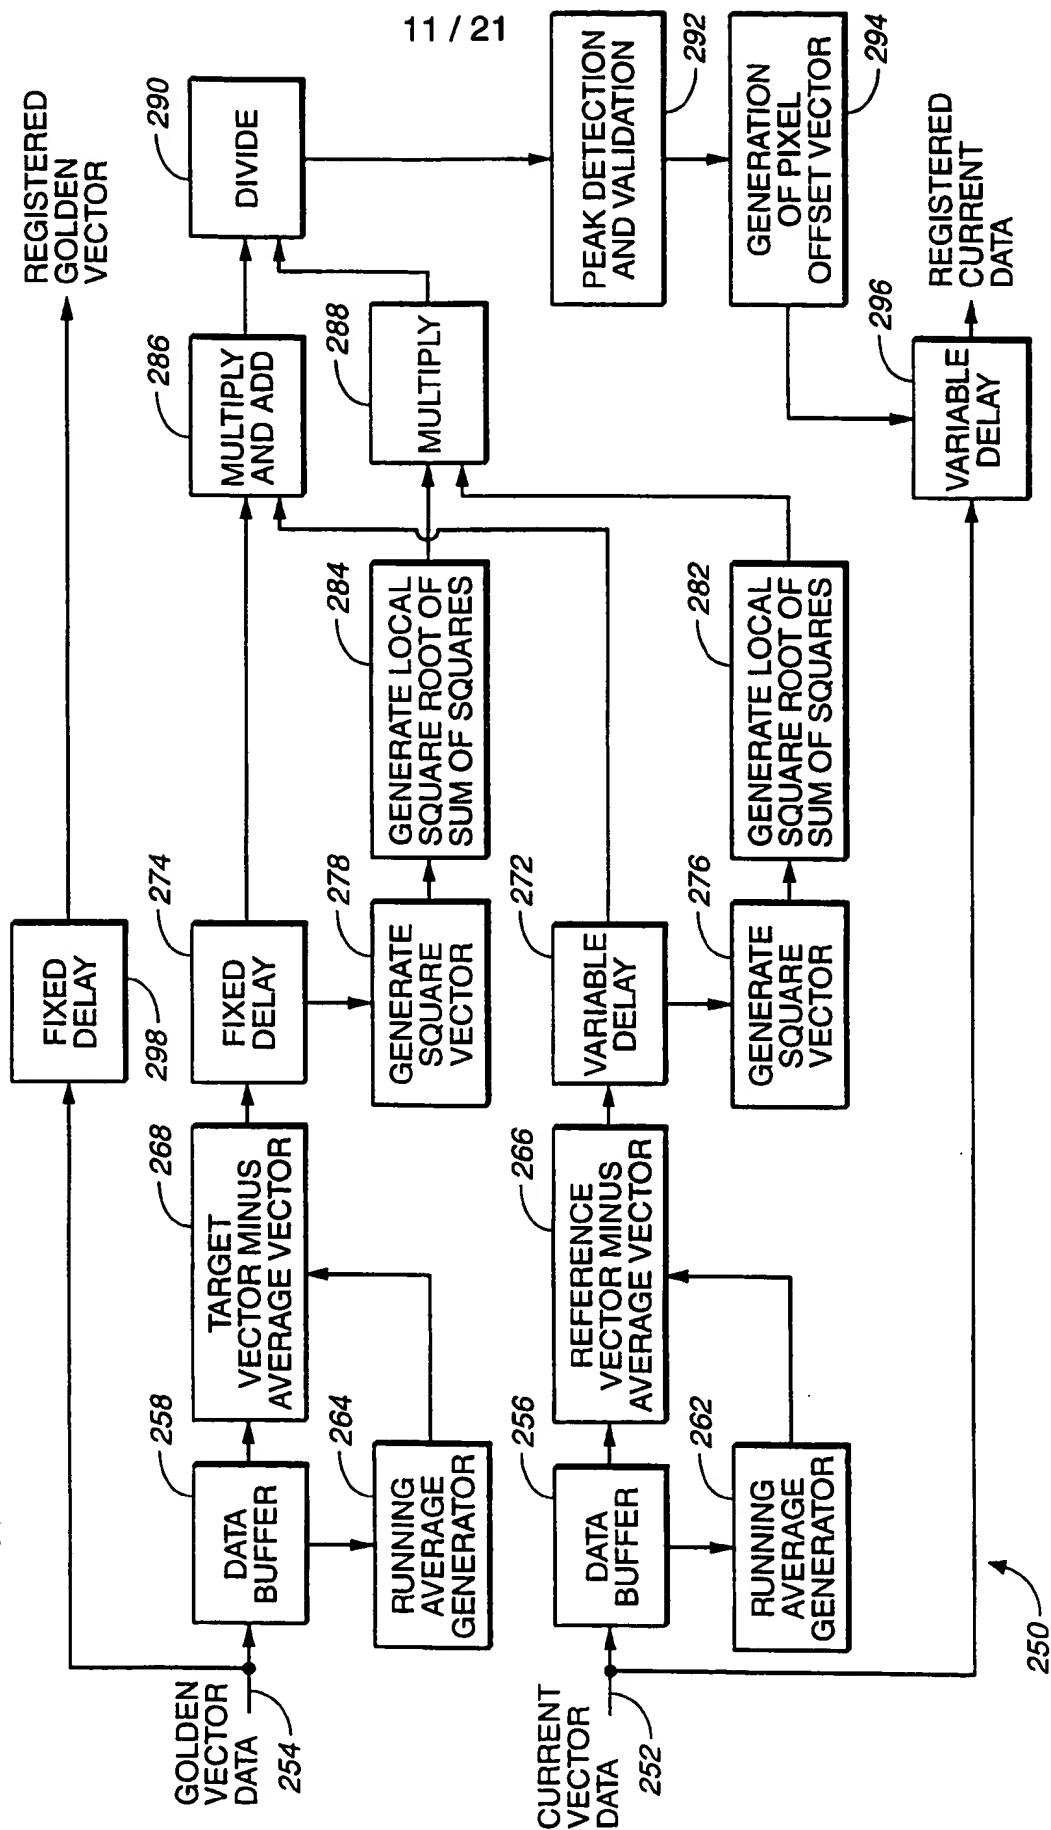 11 / 21
GOLDEN
VECTOR
DATA
254
258
DATA
BUFFER
264
RUNNING
AVERAGE
GENERATOR
268
TARGET
VECTOR MINUS
AVERAGE VECTOR
FIXED
DELAY
298
274
FIXED
DELAY
278
GENERATE
SQUARE
VECTOR
284
GENERATE LOCAL
SQUARE ROOT OF
SUM OF SQUARES
286
MULTIPLY
AND ADD
288
MULTIPLY
290
DIVIDE
REGISTERED
GOLDEN
VECTOR
CURRENT
VECTOR
DATA
252
256
DATA
BUFFER
262
RUNNING
AVERAGE
GENERATOR
266
REFERENCE
VECTOR MINUS
AVERAGE VECTOR
272
VARIABLE
DELAY
276
GENERATE
SQUARE
VECTOR
282
GENERATE LOCAL
SQUARE ROOT OF
SUM OF SQUARES
PEAK DETECTION
AND VALIDATION
292
GENERATION
OF PIXEL
OFFSET VECTOR
294
296
VARIABLE
DELAY
REGISTERED
CURRENT
DATA
250